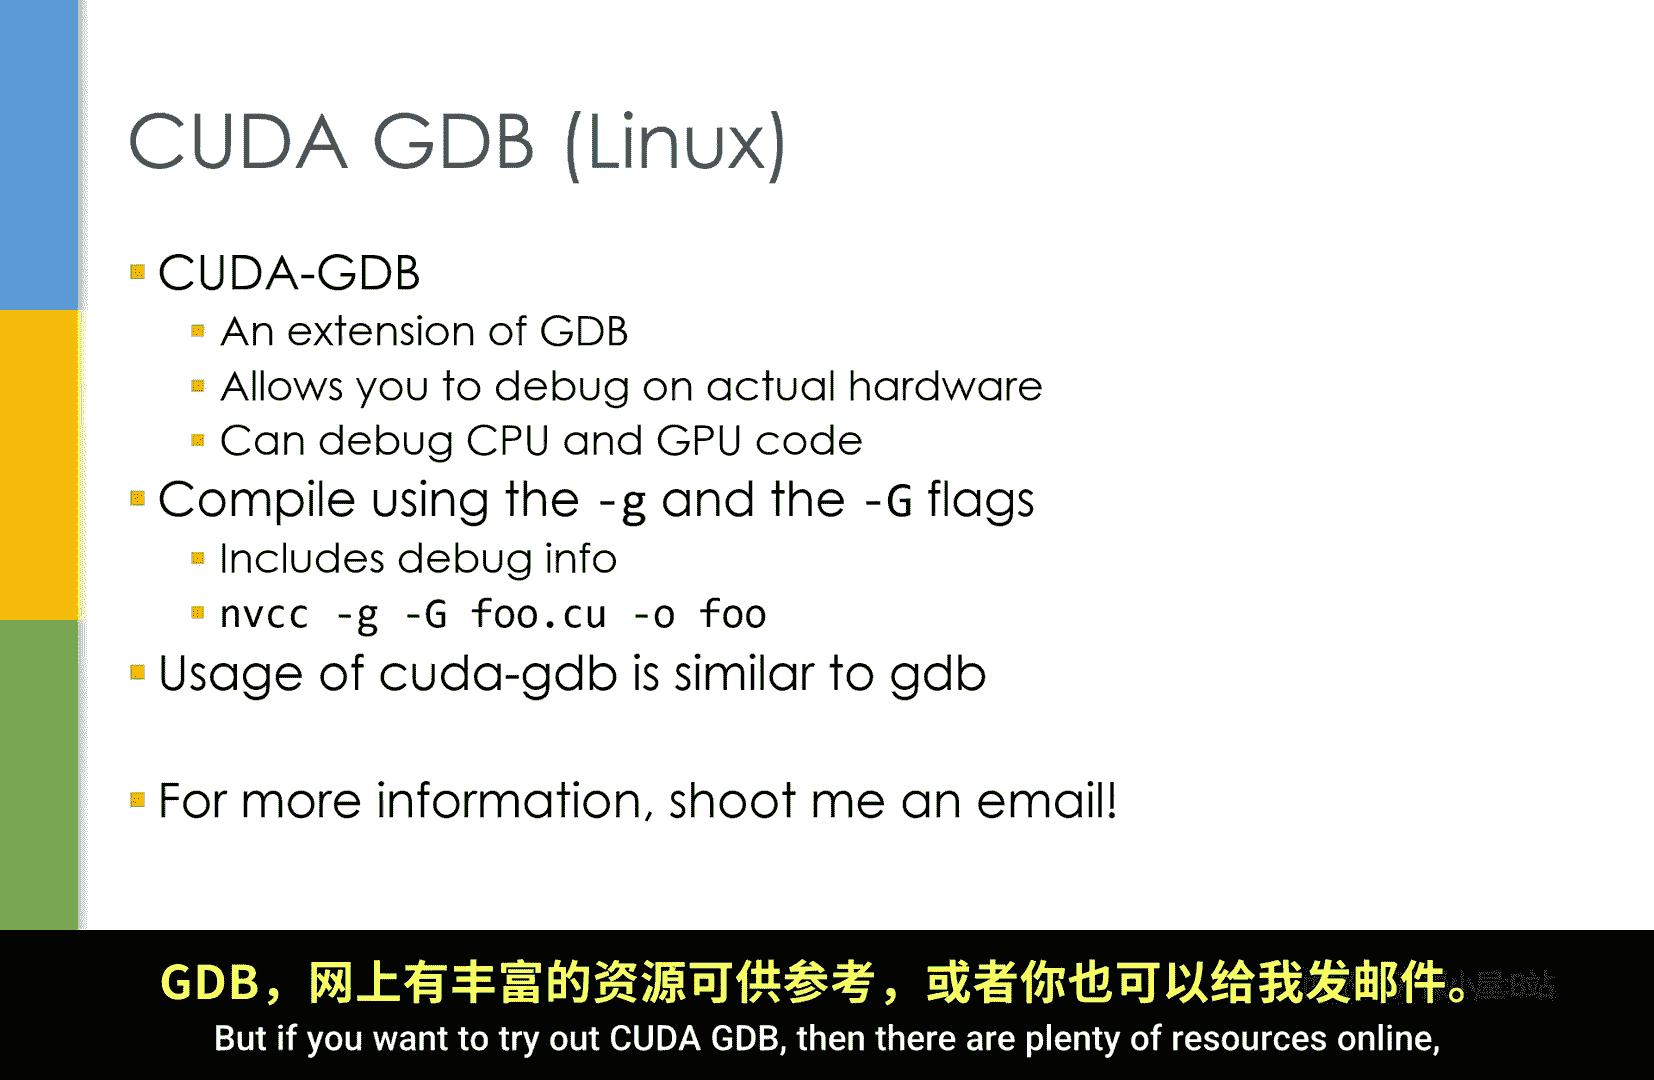 CUDA GDB (Linux)
CUDA-GDB
An extension of GDB
Allows you to debug on actual hardware
Can debug CPU and GPU code
Compile using the -g and the -G flags
Includes debug info
nvcc -g -G foo.cu -o foo
Usage of cuda-gdb is similar to gdb
For more information, shoot me an email!
GDB，网上有丰富的资源可供参考，或者你也可以给我发邮件。
小屋:B站
But if you want to try out CUDA GDB, then there are plenty of resources online,